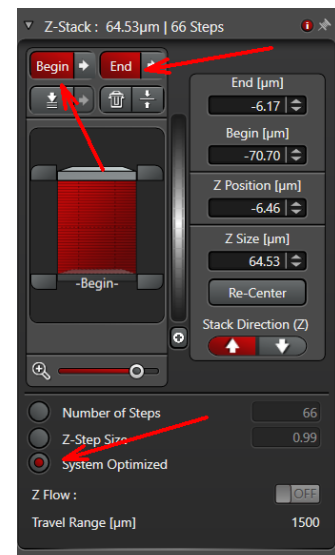 Z-Stack : 64.53µm | 66 Steps
Begin End
End [µm]
-6.17
Begin [µm]
-70.70
Z Position [µm]
-6.46
Z Size [µm]
64.53
Re-Center
Stack Direction (Z)
-Begin-
Number of Steps 66
Z-Step Size 0.99
System Optimized
Z Flow : OFF
Travel Range [µm] 1500